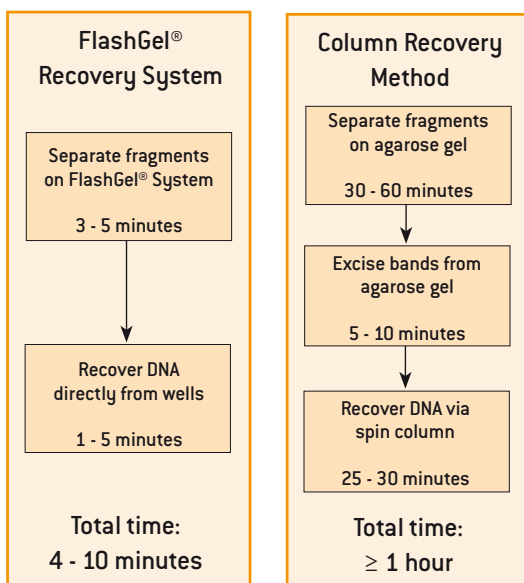 FlashGel®
Recovery System
Separate fragments
on FlashGel® System
3 - 5 minutes
Recover DNA
directly from wells
1 - 5 minutes
Total time:
4 - 10 minutes
Column Recovery
Method
Separate fragments
on agarose gel
30 - 60 minutes
Excise bands from
agarose gel
5 - 10 minutes
Recover DNA via
spin column
25 - 30 minutes
Total time:
≥ 1 hour